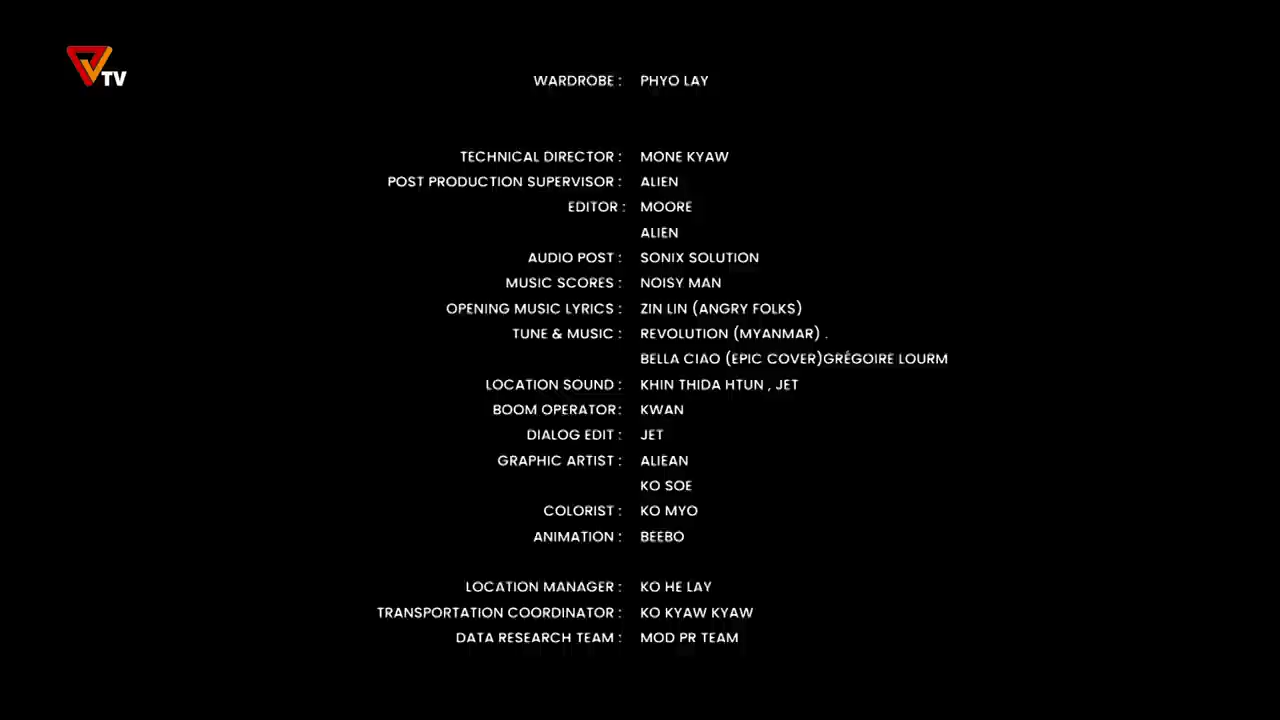 TV
WARDROBE : PHYO LAY
TECHNICAL DIRECTOR : MONE KYAW
POST PRODUCTION SUPERVISOR : ALIEN
EDITOR : MOORE
ALIEN
AUDIO POST : SONIX SOLUTION
MUSIC SCORES : NOISY MAN
OPENING MUSIC LYRICS : ZIN LIN (ANGRY FOLKS)
TUNE & MUSIC : REVOLUTION (MYANMAR) .
BELLA CIAO (EPIC COVER)GRÉGOIRE LOURM
LOCATION SOUND : KHIN THIDA HTUN , JET
BOOM OPERATOR : KWAN
DIALOG EDIT : JET
GRAPHIC ARTIST : ALIEAN
KO SOE
COLORIST : KO MYO
ANIMATION : BEEBO
LOCATION MANAGER : KO HE LAY
TRANSPORTATION COORDINATOR : KO KYAW KYAW
DATA RESEARCH TEAM : MOD PR TEAM